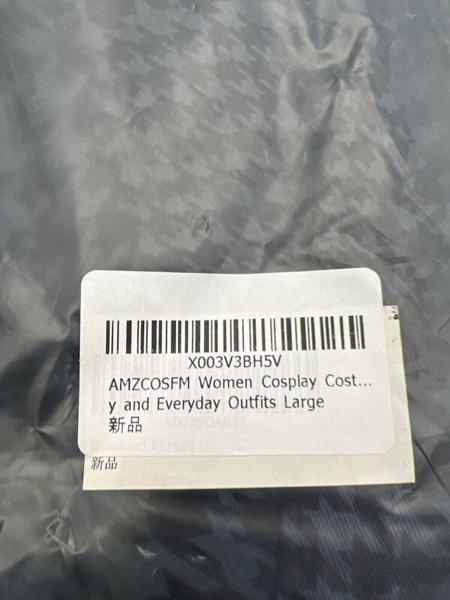 X003V3BH5V
AMZCOSFM Women Cosplay Cost...
y and Everyday Outfits Large
新品
新品